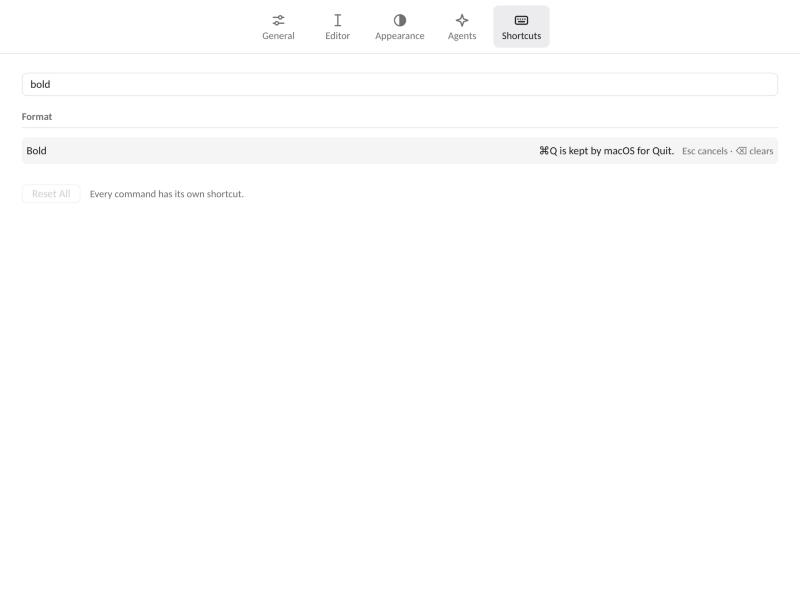 General Editor Appearance Agents Shortcuts
bold
Format
Bold ⌘Q is kept by macOS for Quit. Esc cancels · ⌫ clears
Reset All Every command has its own shortcut.